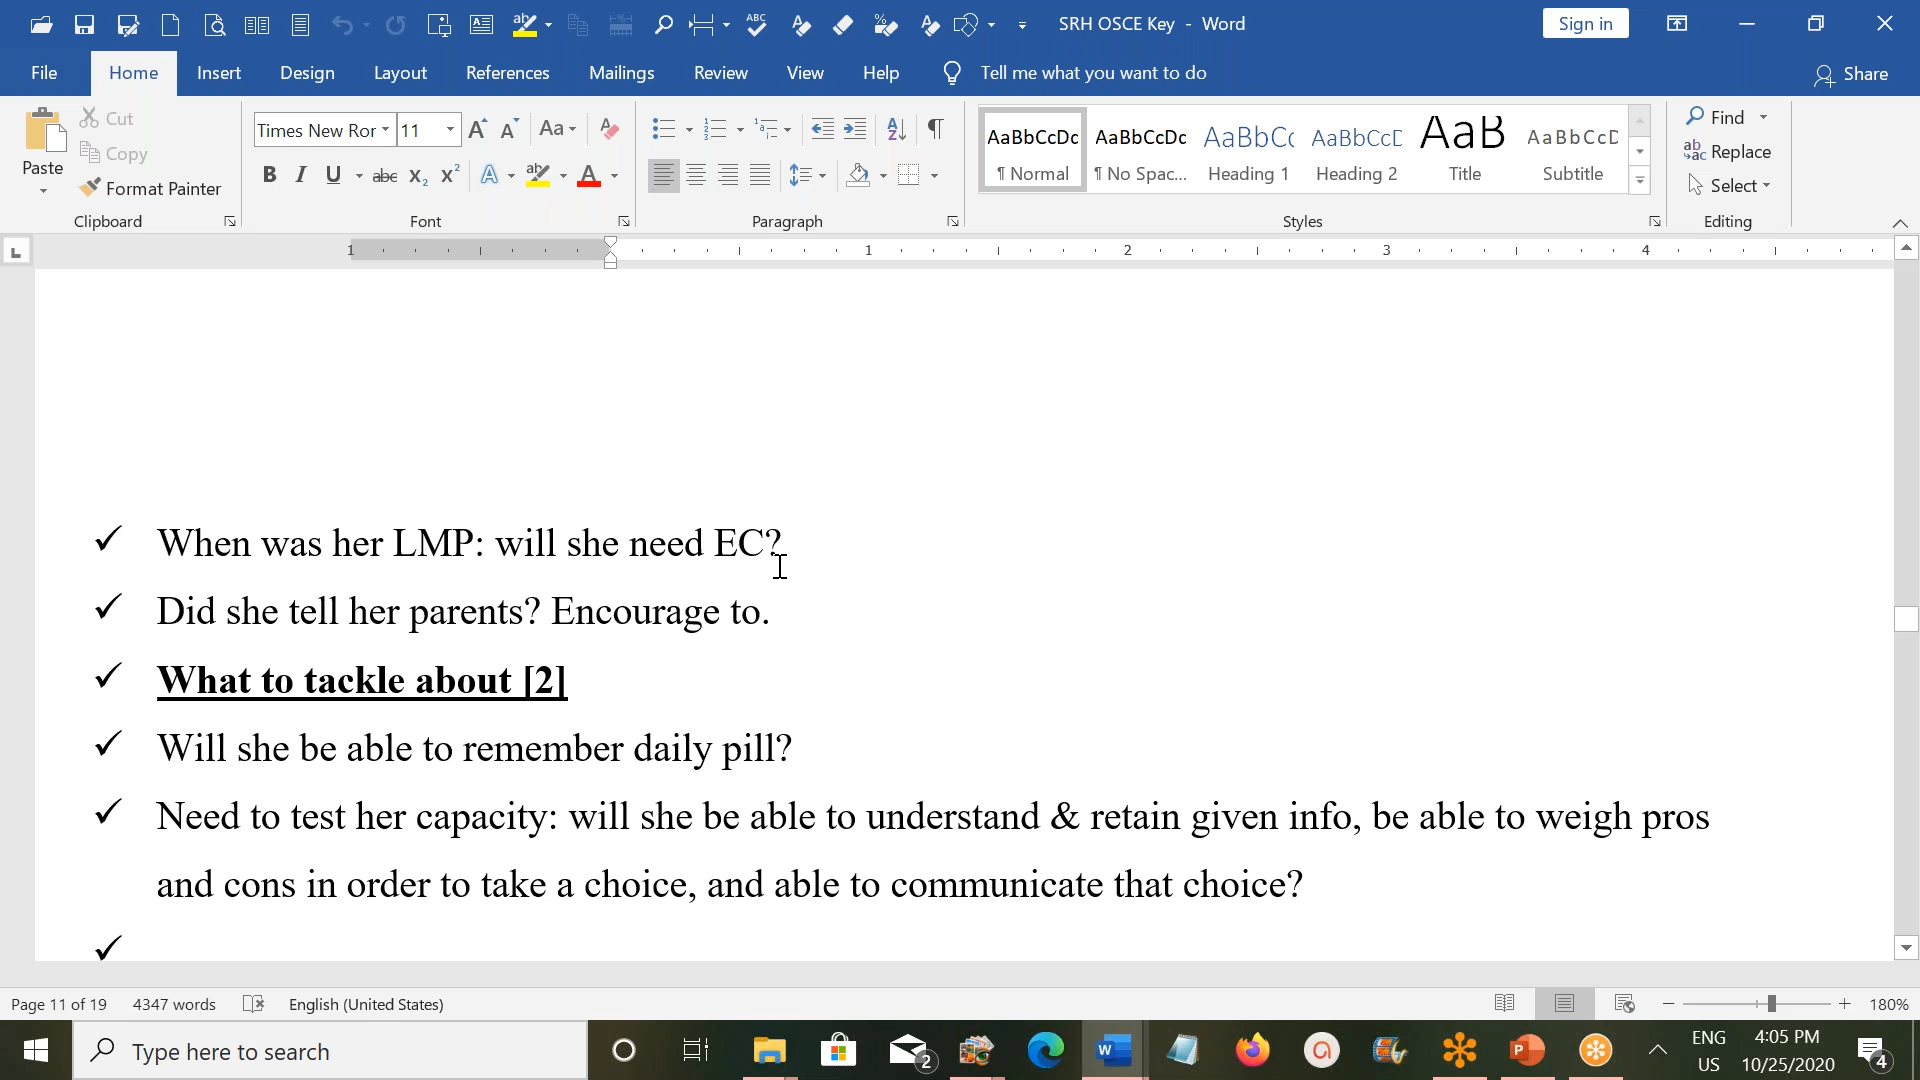 SRH OSCE Key - Word
Sign in
File Home Insert Design Layout References Mailings Review View Help Tell me what you want to do Share
Paste
Cut
Copy
Format Painter
Clipboard
Times New Ror 11
Font
Paragraph
AaBbCcDc AaBbCcDc AaBbCc AaBbCcD AaB AaBbCcD
¶ Normal ¶ No Spac... Heading 1 Heading 2 Title Subtitle
Styles
Find
Replace
Select
Editing
1 1 2 3 4
✓ When was her LMP: will she need EC?
✓ Did she tell her parents? Encourage to.
✓ What to tackle about [2]
✓ Will she be able to remember daily pill?
✓ Need to test her capacity: will she be able to understand & retain given info, be able to weigh pros
and cons in order to take a choice, and able to communicate that choice?
✓
Page 11 of 19 4347 words English (United States) 180%
Type here to search
2
ENG
US
4:05 PM
10/25/2020
4